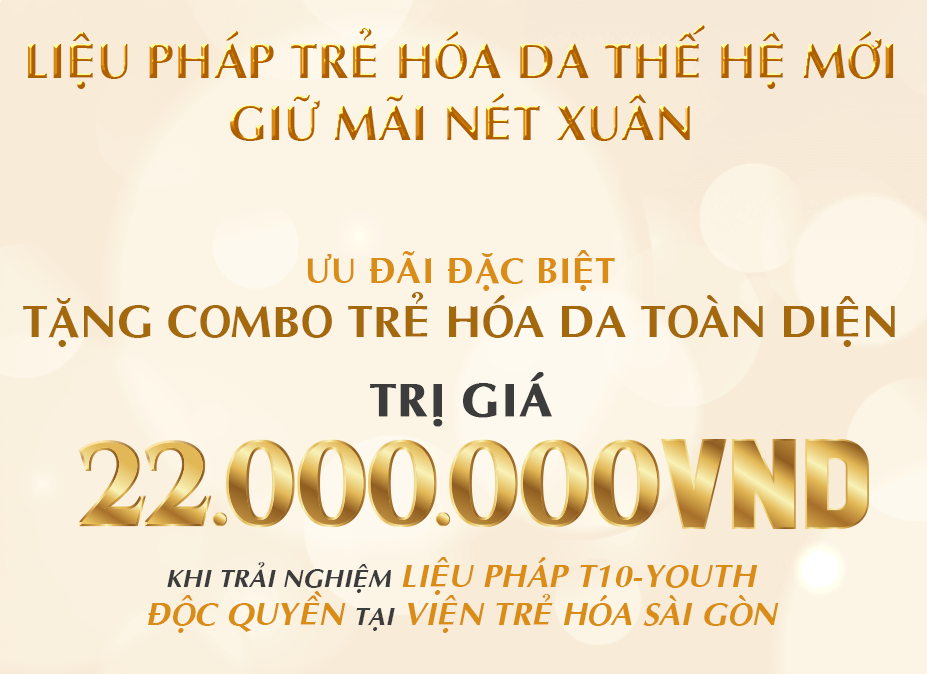 LIỆU PHÁP TRẺ HÓA DA THẾ HỆ MỚI
GIỮ MÃI NÉT XUÂN
ƯU ĐÃI ĐẶC BIỆT
TẶNG COMBO TRẺ HÓA DA TOÀN DIỆN
TRỊ GIÁ
22.000.000VND
KHI TRẢI NGHIỆM LIỆU PHÁP T10-YOUTH
ĐỘC QUYỀN TẠI VIỆN TRẺ HÓA SÀI GÒN